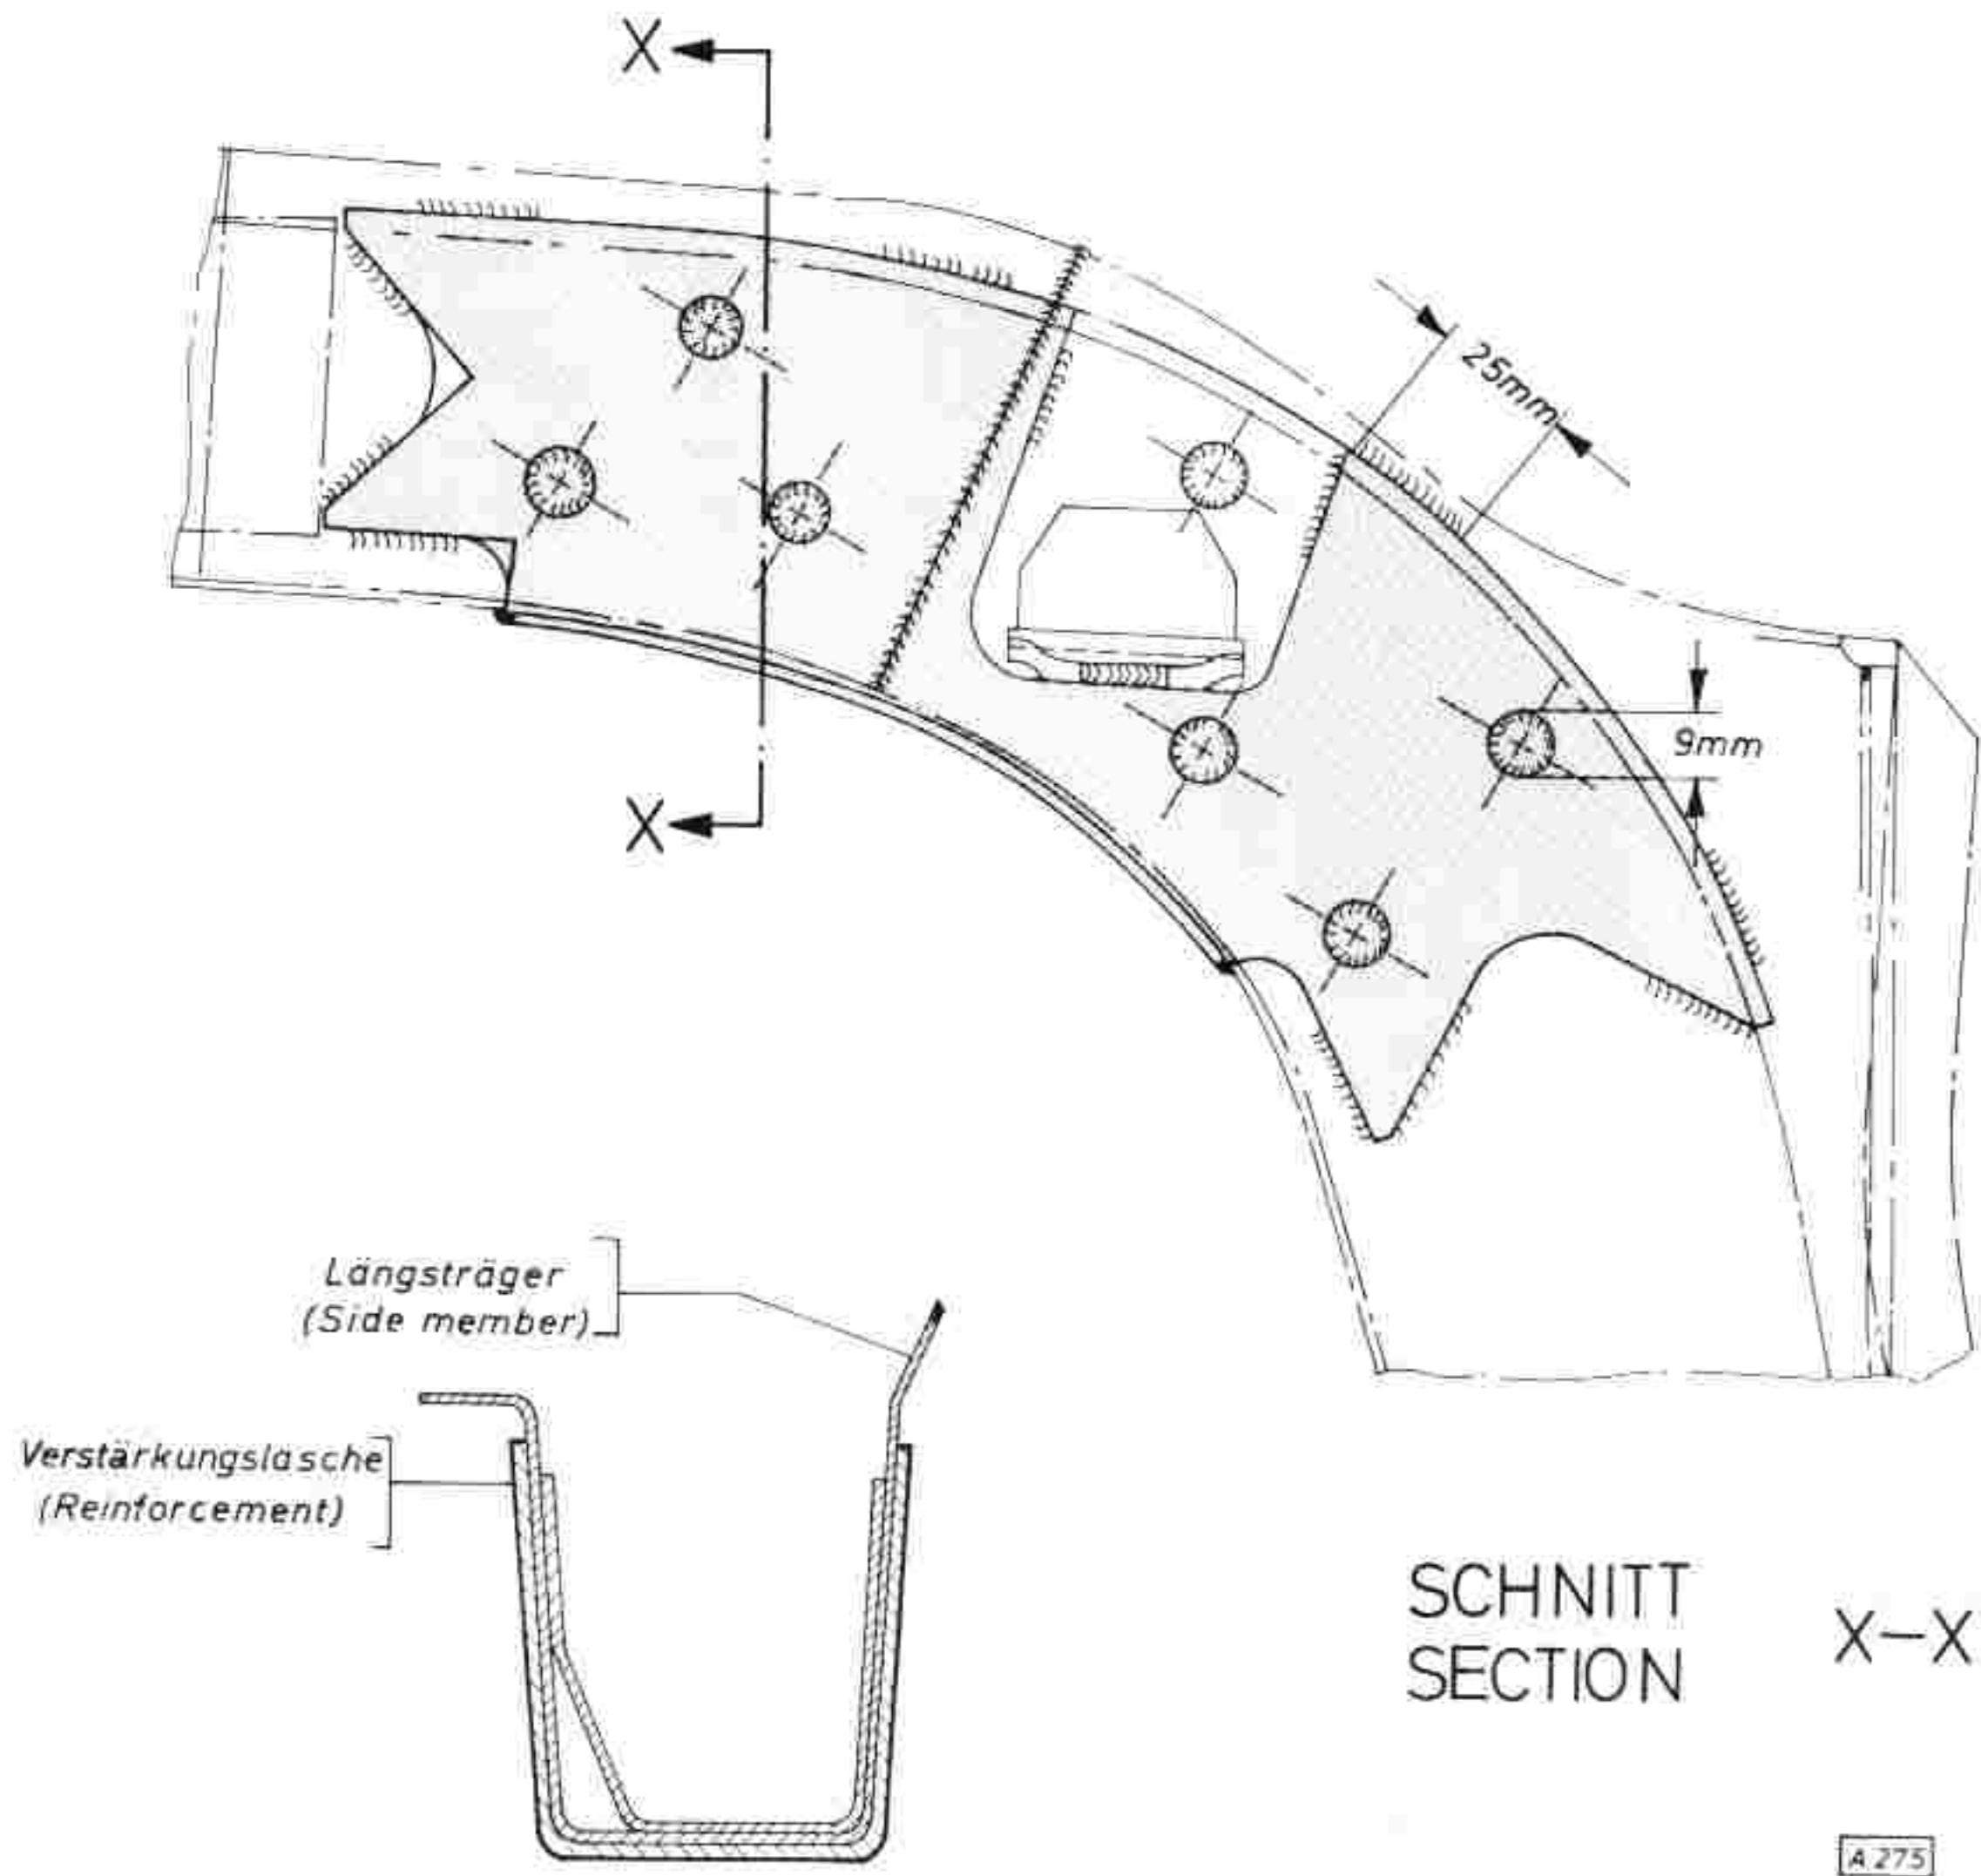 X
25mm
9mm
X
Längsträger
(Side member)
Verstärkungslasche
(Reinforcement)
SCHNITT
SECTION
X-X
A 275